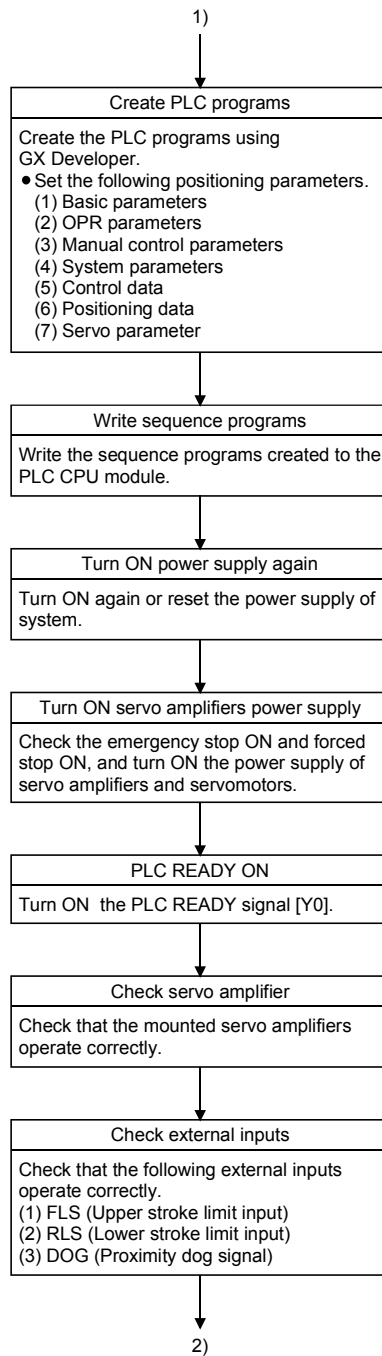 1)
Create PLC programs
Create the PLC programs using
GX Developer.
• Set the following positioning parameters.
(1) Basic parameters
(2) OPR parameters
(3) Manual control parameters
(4) System parameters
(5) Control data
(6) Positioning data
(7) Servo parameter
Write sequence programs
Write the sequence programs created to the
PLC CPU module.
Turn ON power supply again
Turn ON again or reset the power supply of
system.
Turn ON servo amplifiers power supply
Check the emergency stop ON and forced
stop ON, and turn ON the power supply of
servo amplifiers and servomotors.
PLC READY ON
Turn ON the PLC READY signal [Y0].
Check servo amplifier
Check that the mounted servo amplifiers
operate correctly.
Check external inputs
Check that the following external inputs
operate correctly.
(1) FLS (Upper stroke limit input)
(2) RLS (Lower stroke limit input)
(3) DOG (Proximity dog signal)
2)